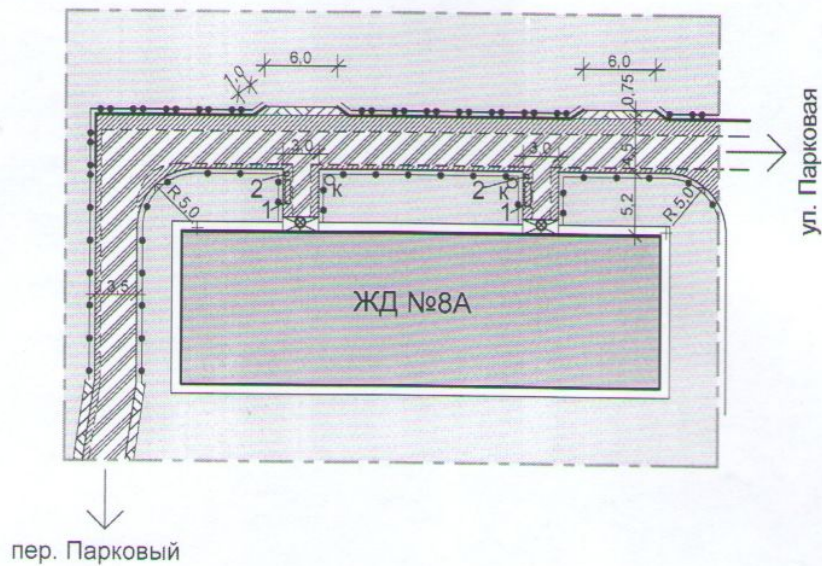 6,0
6,0
1,0
0,75
3,0
3,0
4,5
2
к
2
к
1
1
R 5,0
5,2
R 5,0
ул. Парковая
3,5
ЖД №8А
пер. Парковый